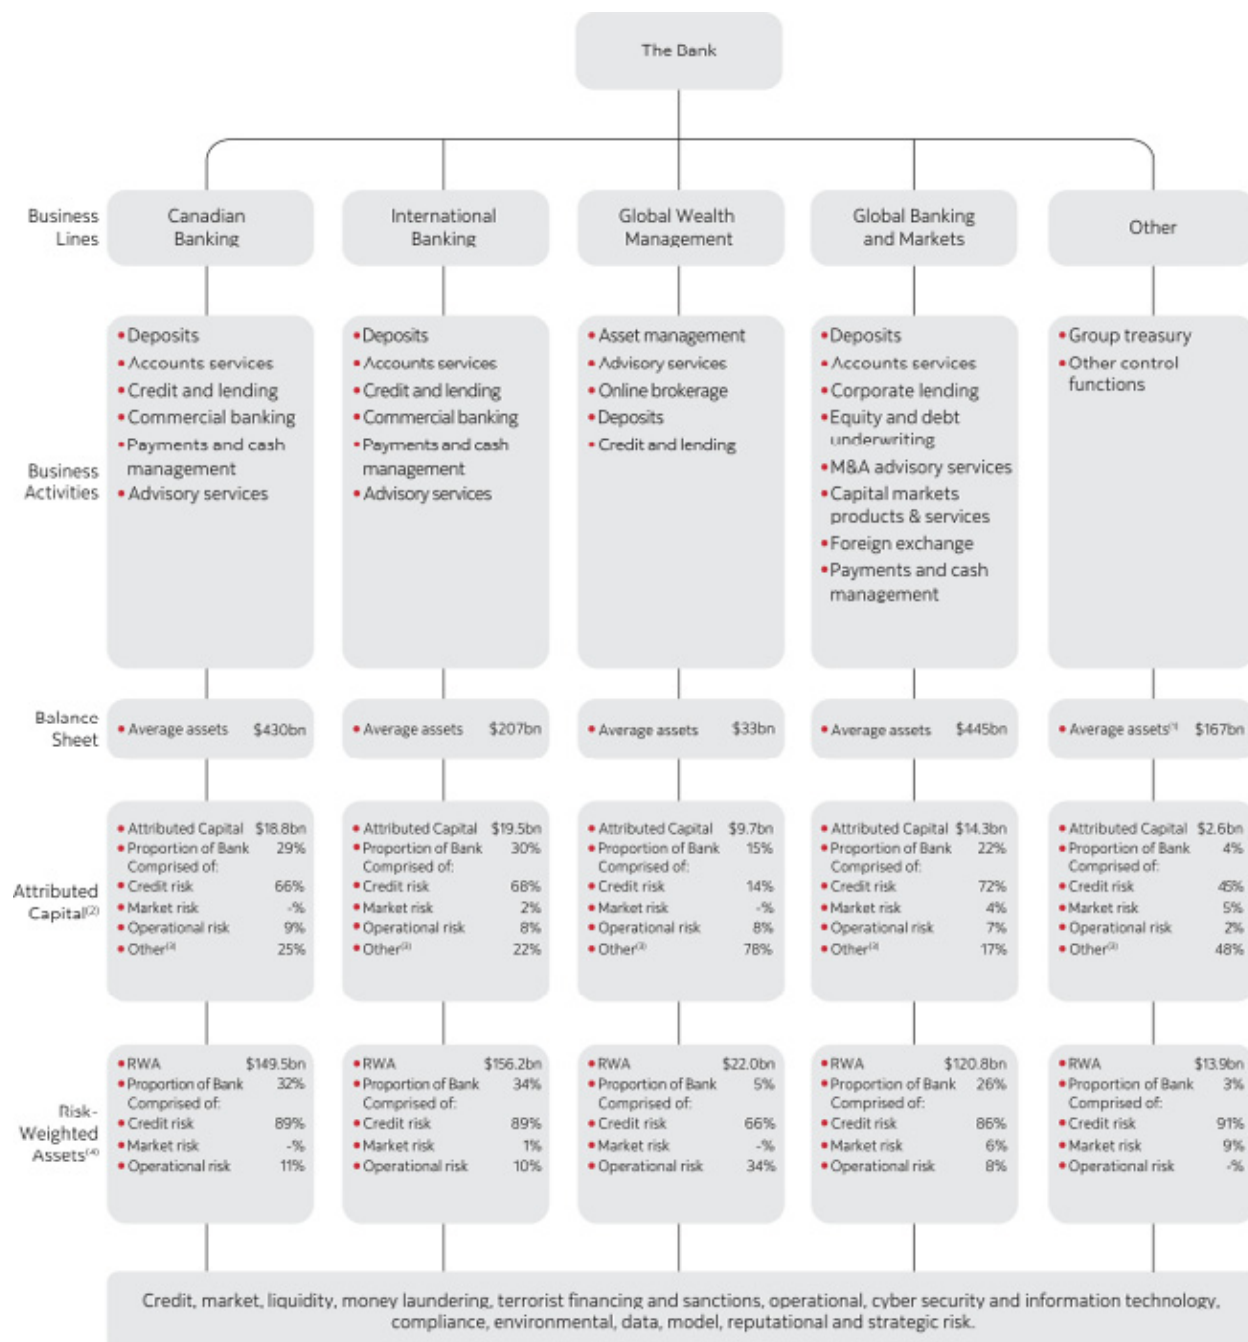 The Bank
Business
Lines
Canadian
Banking
International
Banking
Global Wealth
Management
Global Banking
and Markets
Other
Business
Activities
• Deposits
• Accounts services
• Credit and lending
• Commercial banking
• Payments and cash
management
• Advisory services
• Deposits
• Accounts services
• Credit and lending
• Commercial banking
• Payments and cash
management
• Advisory services
• Asset management
• Advisory services
• Online brokerage
• Deposits
• Credit and lending
• Deposits
• Accounts services
• Corporate lending
• Equity and debt
underwriting
• M&A advisory services
• Capital markets
products & services
• Foreign exchange
• Payments and cash
management
• Group treasury
• Other control
functions
Balance
Sheet
• Average assets $430bn
• Average assets $207bn
• Average assets $33bn
• Average assets $445bn
• Average assets(1) $167bn
Attributed
Capital(2)
• Attributed Capital $18.8bn
• Proportion of Bank 29%
Comprised of:
• Credit risk 66%
• Market risk -%
• Operational risk 9%
• Other(3) 25%
• Attributed Capital $19.5bn
• Proportion of Bank 30%
Comprised of:
• Credit risk 68%
• Market risk 2%
• Operational risk 8%
• Other(3) 22%
• Attributed Capital $9.7bn
• Proportion of Bank 15%
Comprised of:
• Credit risk 14%
• Market risk -%
• Operational risk 8%
• Other(3) 78%
• Attributed Capital $14.3bn
• Proportion of Bank 22%
Comprised of:
• Credit risk 72%
• Market risk 4%
• Operational risk 7%
• Other(3) 17%
• Attributed Capital $2.6bn
• Proportion of Bank 4%
Comprised of:
• Credit risk 45%
• Market risk 5%
• Operational risk 2%
• Other(3) 48%
Risk-
Weighted
Assets(4)
• RWA $149.5bn
• Proportion of Bank 32%
Comprised of:
• Credit risk 89%
• Market risk -%
• Operational risk 11%
• RWA $156.2bn
• Proportion of Bank 34%
Comprised of:
• Credit risk 89%
• Market risk 1%
• Operational risk 10%
• RWA $22.0bn
• Proportion of Bank 5%
Comprised of:
• Credit risk 66%
• Market risk -%
• Operational risk 34%
• RWA $120.8bn
• Proportion of Bank 26%
Comprised of:
• Credit risk 86%
• Market risk 6%
• Operational risk 8%
• RWA $13.9bn
• Proportion of Bank 3%
Comprised of:
• Credit risk 91%
• Market risk 9%
• Operational risk -%
Credit, market, liquidity, money laundering, terrorist financing and sanctions, operational, cyber security and information technology,
compliance, environmental, data, model, reputational and strategic risk.